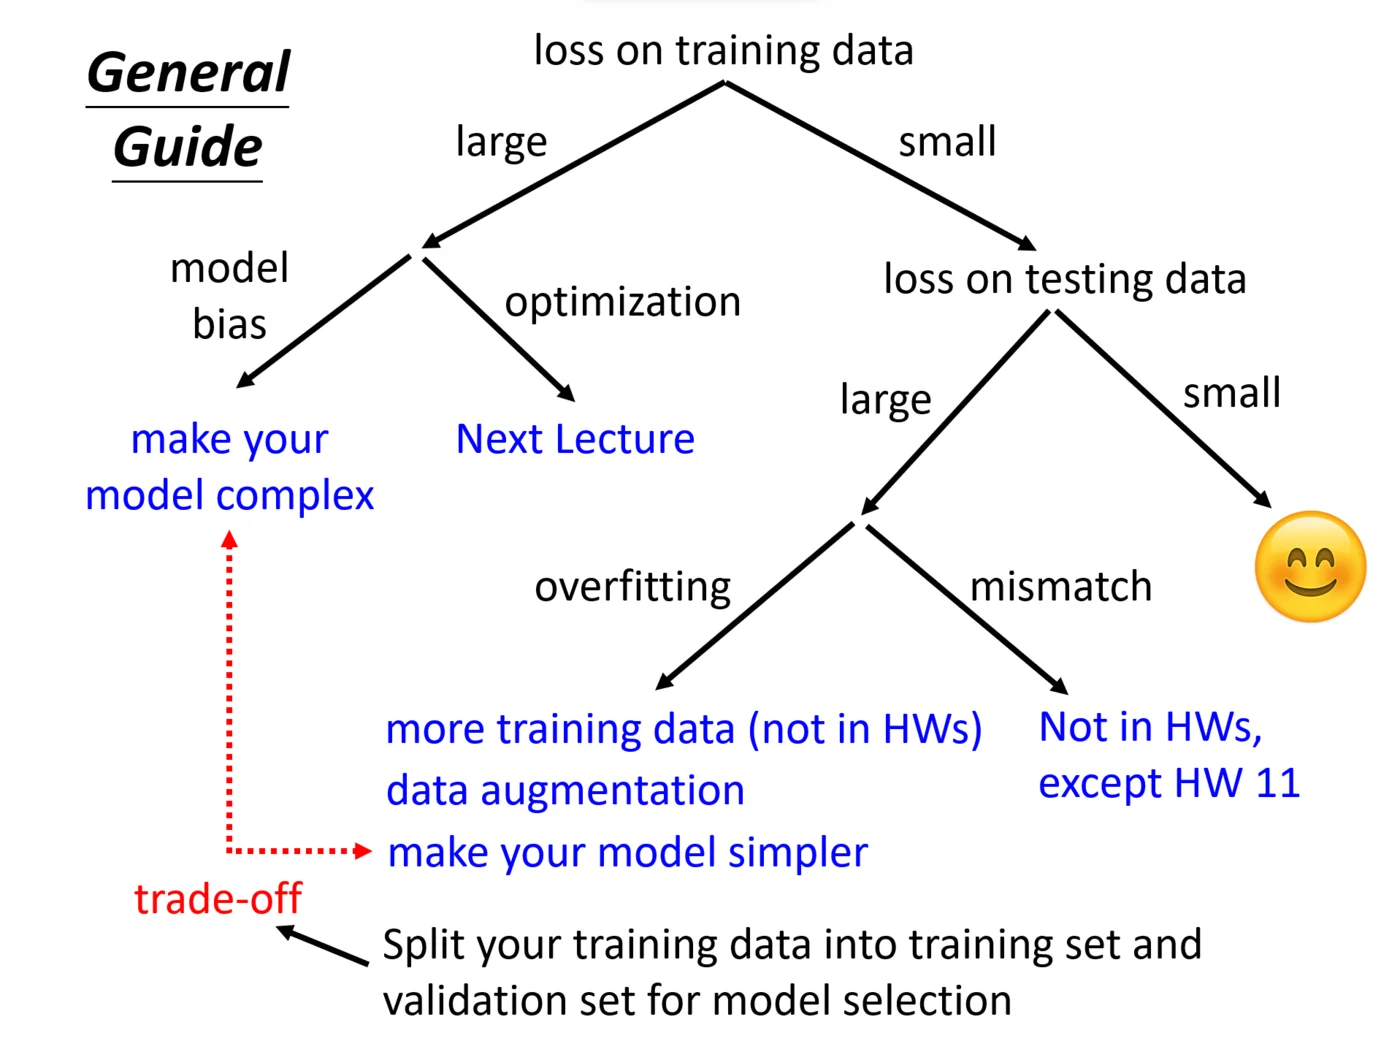 General
Guide
loss on training data
large
small
model
bias
optimization
loss on testing data
make your
model complex
Next Lecture
large
small
overfitting
mismatch
more training data (not in HWs)
data augmentation
make your model simpler
Not in HWs,
except HW 11
trade-off
Split your training data into training set and
validation set for model selection